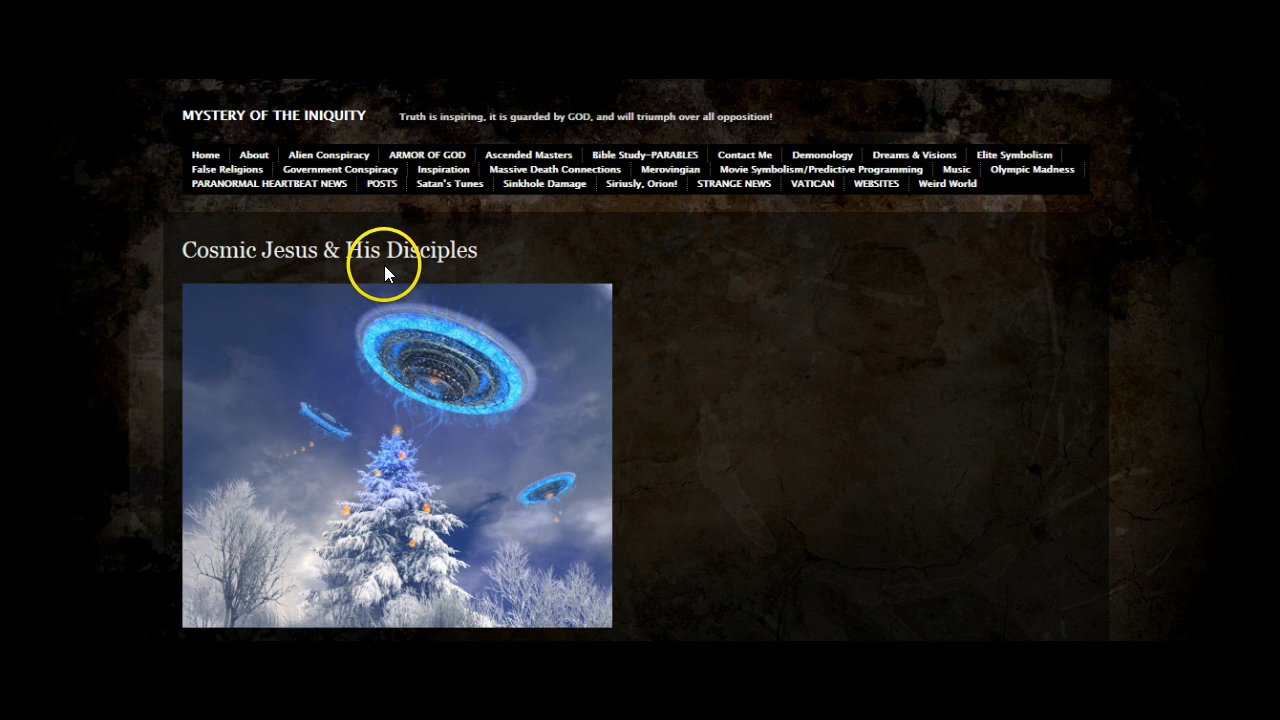 MYSTERY OF THE INIQUITY Truth is inspiring, it is guarded by GOD, and will triumph over all opposition!
Home About Alien Conspiracy ARMOR OF GOD Ascended Masters Bible Study~PARABLES Contact Me Demonology Dreams & Visions Elite Symbolism
False Religions Government Conspiracy Inspiration Massive Death Connections Merovingian Movie Symbolism/Predictive Programming Music Olympic Madness
PARANORMAL HEARTBEAT NEWS POSTS Satan's Tunes Sinkhole Damage Siriusly, Orion! STRANGE NEWS VATICAN WEBSITES Weird World
Cosmic Jesus & His Disciples